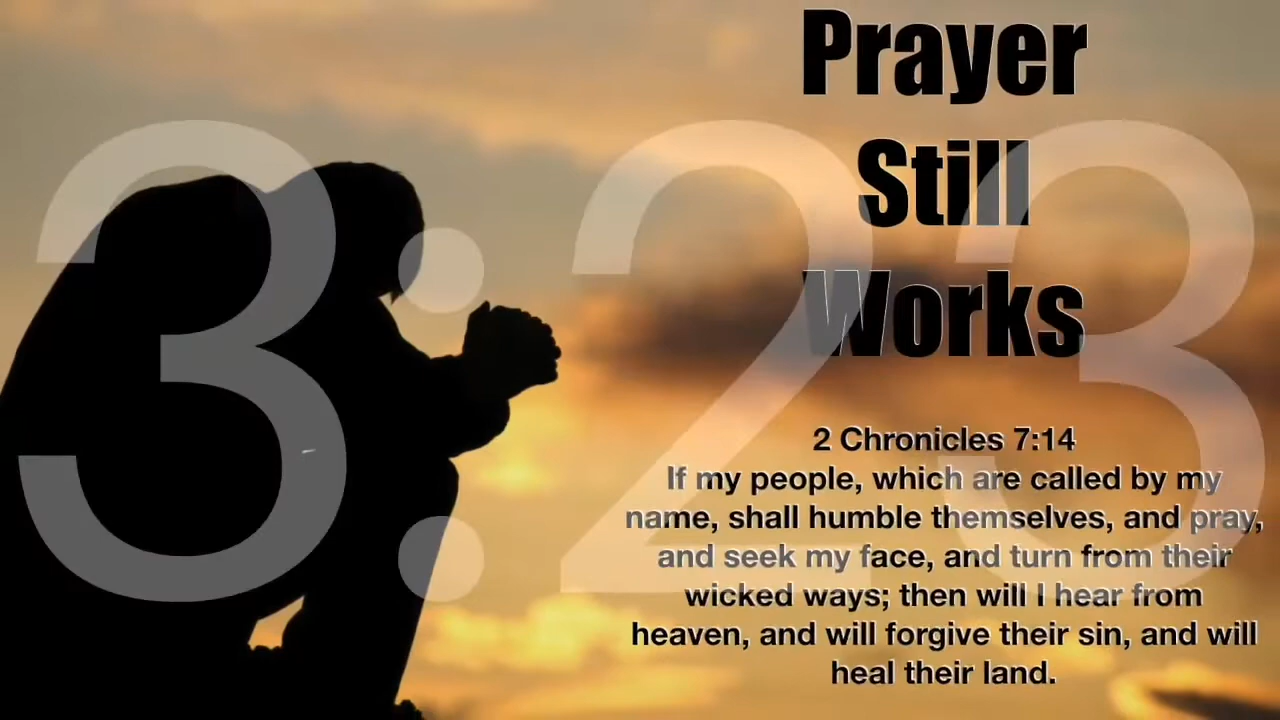 Prayer
Still
Works
3:23
2 Chronicles 7:14
If my people, which are called by my
name, shall humble themselves, and pray,
and seek my face, and turn from their
wicked ways; then will I hear from
heaven, and will forgive their sin, and will
heal their land.